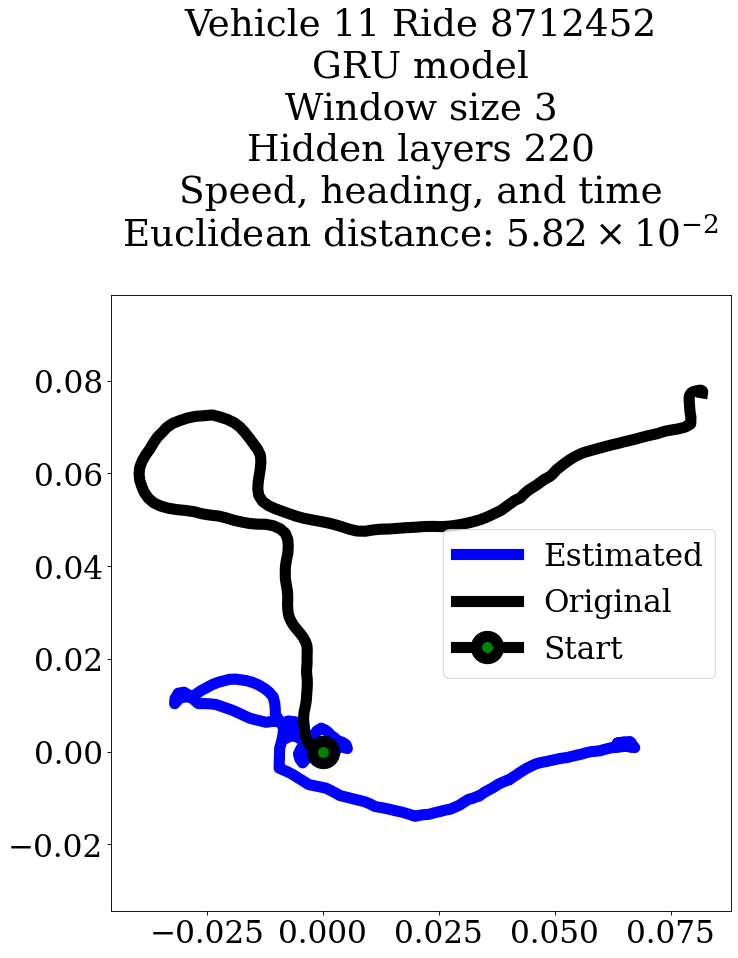 Vehicle 11 Ride 8712452
GRU model
Window size 3
Hidden layers 220
Speed, heading, and time
Euclidean distance: 5.82 × 10⁻²
0.08
0.06
0.04
0.02
0.00
−0.02
Estimated
Original
Start
−0.025 0.000 0.025 0.050 0.075